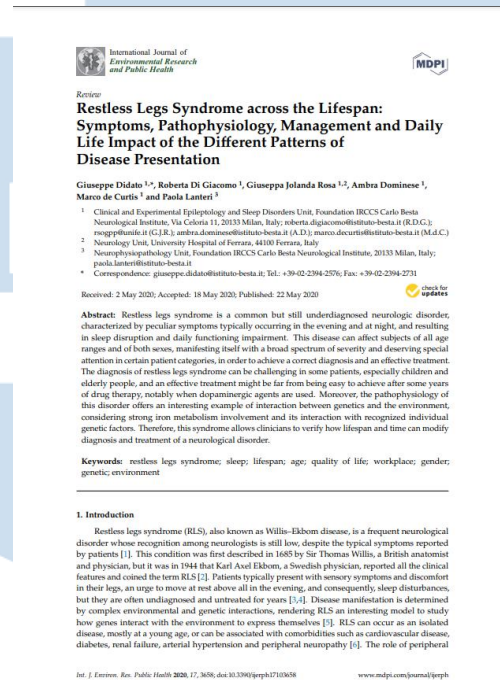 International Journal of
Environmental Research
and Public Health
MDPI
Review
Restless Legs Syndrome across the Lifespan:
Symptoms, Pathophysiology, Management and Daily
Life Impact of the Different Patterns of
Disease Presentation
Giuseppe Didato 1,*, Roberta Di Giacomo 1, Giuseppa Jolanda Rosa 1,2, Ambra Dominese 1,
Marco de Curtis 1 and Paola Lanteri 3
1 Clinical and Experimental Epileptology and Sleep Disorders Unit, Foundation IRCCS Carlo Besta
Neurological Institute, Via Celoria 11, 20133 Milan, Italy; roberta.digiacomo@istituto-besta.it (R.D.G.);
rsogpp@unife.it (G.J.R.); ambra.dominese@istituto-besta.it (A.D.); marco.decurtis@istituto-besta.it (M.d.C.)
2 Neurology Unit, University Hospital of Ferrara, 44100 Ferrara, Italy
3 Neurophysiopathology Unit, Foundation IRCCS Carlo Besta Neurological Institute, 20133 Milan, Italy;
paola.lanteri@istituto-besta.it
* Correspondence: giuseppe.didato@istituto-besta.it; Tel.: +39-02-2394-2576; Fax: +39-02-2394-2731
Received: 2 May 2020; Accepted: 18 May 2020; Published: 22 May 2020
check for
updates
Abstract: Restless legs syndrome is a common but still underdiagnosed neurologic disorder,
characterized by peculiar symptoms typically occurring in the evening and at night, and resulting
in sleep disruption and daily functioning impairment. This disease can affect subjects of all age
ranges and of both sexes, manifesting itself with a broad spectrum of severity and deserving special
attention in certain patient categories, in order to achieve a correct diagnosis and an effective treatment.
The diagnosis of restless legs syndrome can be challenging in some patients, especially children and
elderly people, and an effective treatment might be far from being easy to achieve after some years
of drug therapy, notably when dopaminergic agents are used. Moreover, the pathophysiology of
this disorder offers an interesting example of interaction between genetics and the environment,
considering strong iron metabolism involvement and its interaction with recognized individual
genetic factors. Therefore, this syndrome allows clinicians to verify how lifespan and time can modify
diagnosis and treatment of a neurological disorder.
Keywords: restless legs syndrome; sleep; lifespan; age; quality of life; workplace; gender;
genetic; environment
1. Introduction
Restless legs syndrome (RLS), also known as Willis–Ekbom disease, is a frequent neurological
disorder whose recognition among neurologists is still low, despite the typical symptoms reported
by patients [1]. This condition was first described in 1685 by Sir Thomas Willis, a British anatomist
and physician, but it was in 1944 that Karl Axel Ekbom, a Swedish physician, reported all the clinical
features and coined the term RLS [2]. Patients typically present with sensory symptoms and discomfort
in their legs, an urge to move at rest above all in the evening, and consequently, sleep disturbances,
but they are often undiagnosed and untreated for years [3,4]. Disease manifestation is determined
by complex environmental and genetic interactions, rendering RLS an interesting model to study
how genes interact with the environment to express themselves [5]. RLS can occur as an isolated
disease, mostly at a young age, or can be associated with comorbidities such as cardiovascular disease,
diabetes, renal failure, arterial hypertension and peripheral neuropathy [6]. The role of peripheral
Int. J. Environ. Res. Public Health 2020, 17, 3658; doi:10.3390/ijerph17103658
www.mdpi.com/journal/ijerph